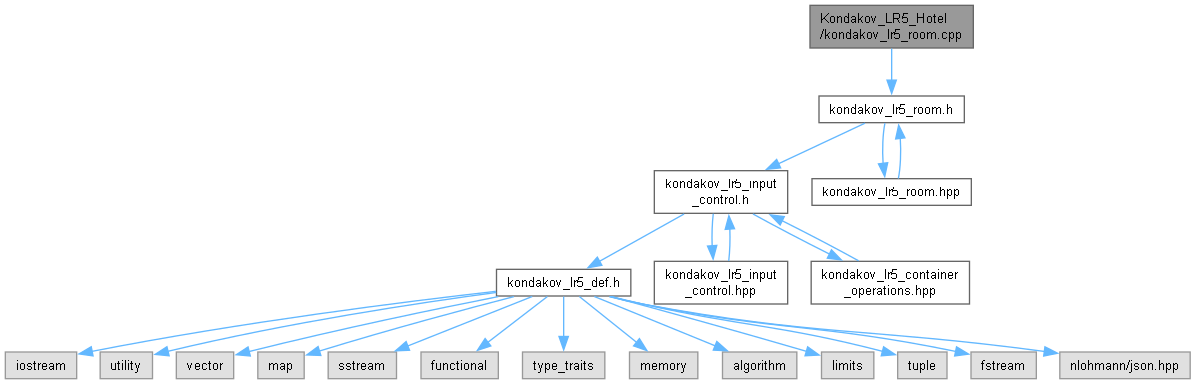 Kondakov_LR5_Hotel
/kondakov_lr5_room.cpp
kondakov_lr5_room.h
kondakov_lr5_input
_control.h
kondakov_lr5_room.hpp
kondakov_lr5_def.h
kondakov_lr5_input
_control.hpp
kondakov_lr5_container
_operations.hpp
iostream
utility
vector
map
sstream
functional
type_traits
memory
algorithm
limits
tuple
fstream
nlohmann/json.hpp